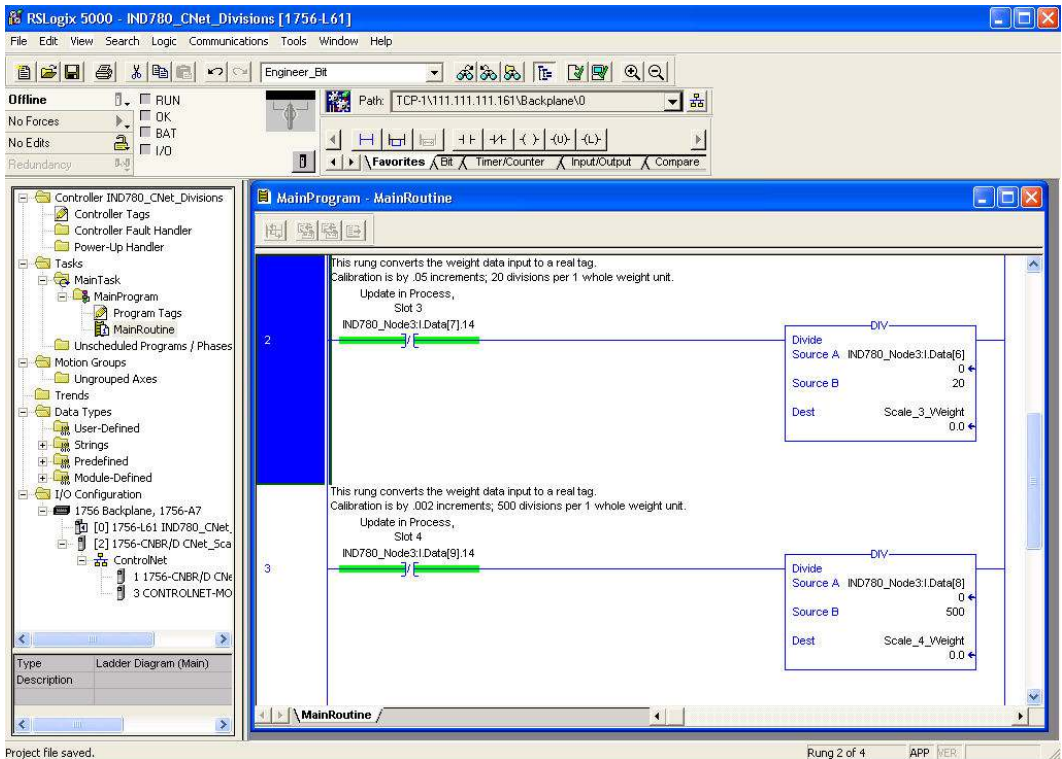 RSLogix 5000 - IND780_CNet_Divisions [1756-L61]
File Edit View Search Logic Communications Tools Window Help
Engineer_Bit
Offline
RUN
No Forces
OK
No Edits
BAT
Redundancy
I/O
Path: TCP-1\111.111.111.161\Backplane\0
Favorites Bit Timer/Counter Input/Output Compare
Controller IND780_CNet_Divisions
Controller Tags
Controller Fault Handler
Power-Up Handler
Tasks
MainTask
MainProgram
Program Tags
MainRoutine
Unscheduled Programs / Phases
Motion Groups
Ungrouped Axes
Trends
Data Types
User-Defined
Strings
Predefined
Module-Defined
I/O Configuration
1756 Backplane, 1756-A7
[0] 1756-L61 IND780_CNet_
[2] 1756-CNBR/D CNet_Sca
ControlNet
1 1756-CNBR/D CNe
3 CONTROLNET-MO
Type Ladder Diagram (Main)
Description
MainProgram - MainRoutine
This rung converts the weight data input to a real tag.
Calibration is by .05 increments; 20 divisions per 1 whole weight unit.
Update in Process,
Slot 3
IND780_Node3:I.Data[7].14
2
DIV
Divide
Source A IND780_Node3:I.Data[6]
0
Source B 20
Dest Scale_3_Weight
0.0
This rung converts the weight data input to a real tag.
Calibration is by .002 increments; 500 divisions per 1 whole weight unit.
Update in Process,
Slot 4
IND780_Node3:I.Data[9].14
3
DIV
Divide
Source A IND780_Node3:I.Data[8]
0
Source B 500
Dest Scale_4_Weight
0.0
MainRoutine
Project file saved.
Rung 2 of 4 APP VER